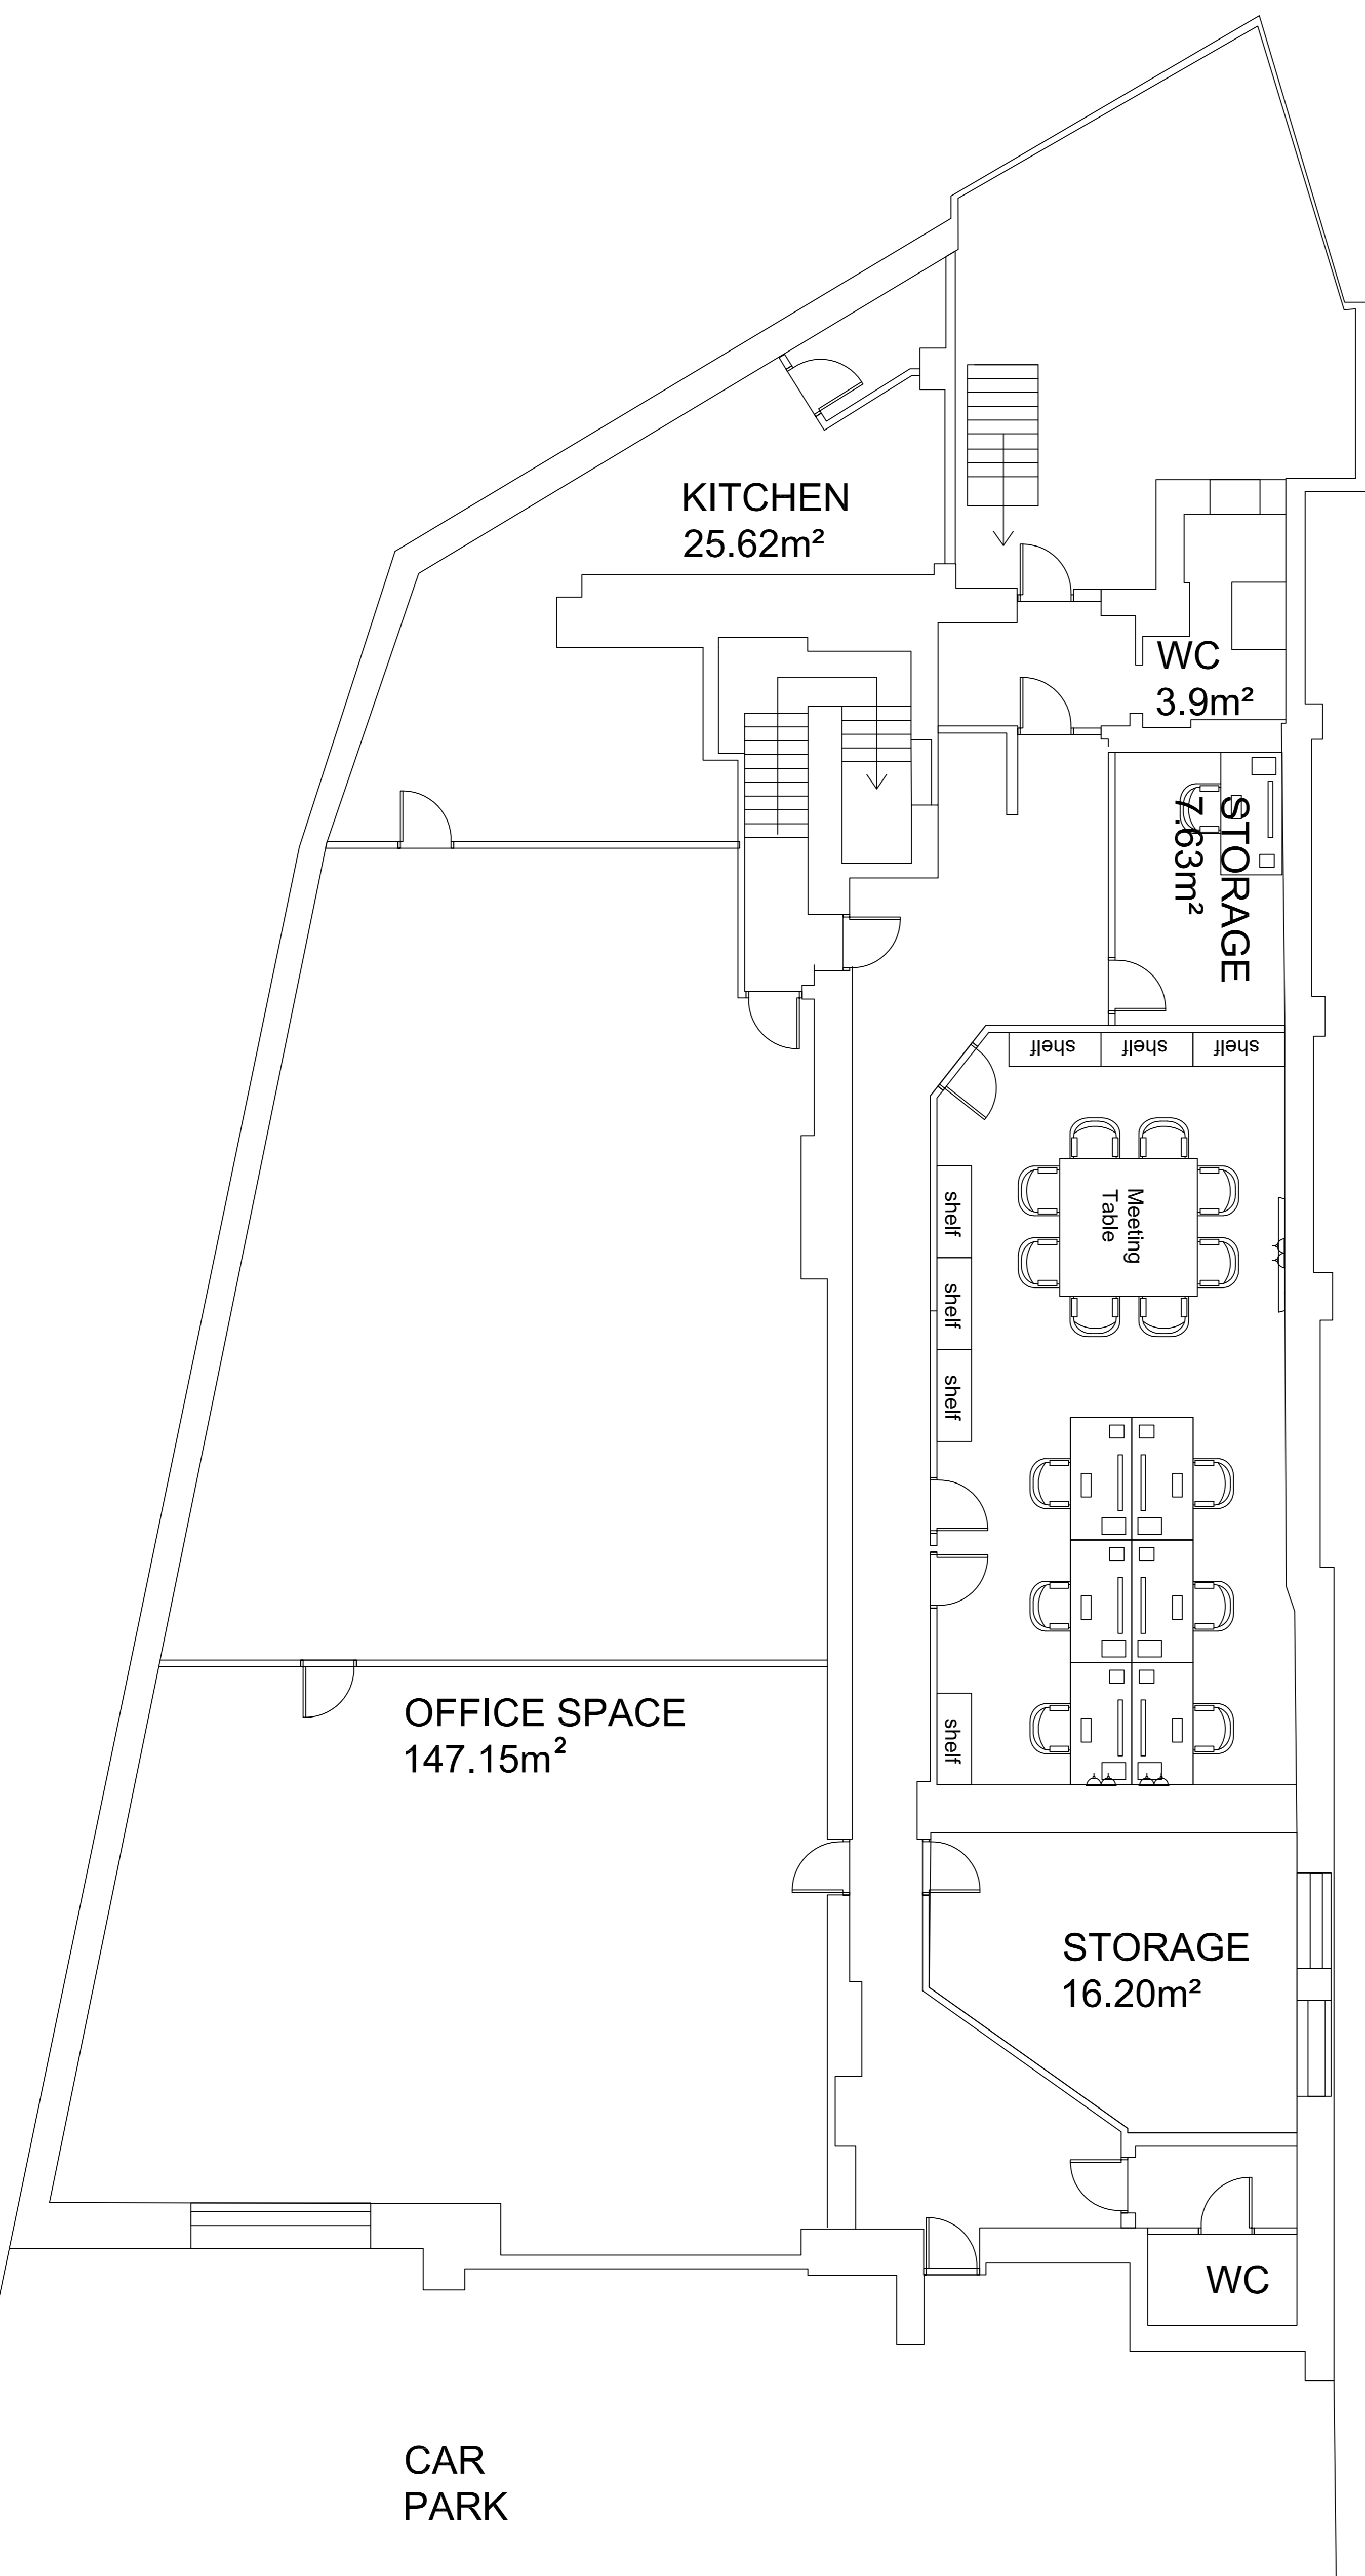 KITCHEN
25.62m²
WC
3.9m²
STORAGE
7.63m²
shelf
shelf
shelf
Meeting
Table
shelf
shelf
shelf
OFFICE SPACE
147.15m²
shelf
STORAGE
16.20m²
WC
CAR
PARK